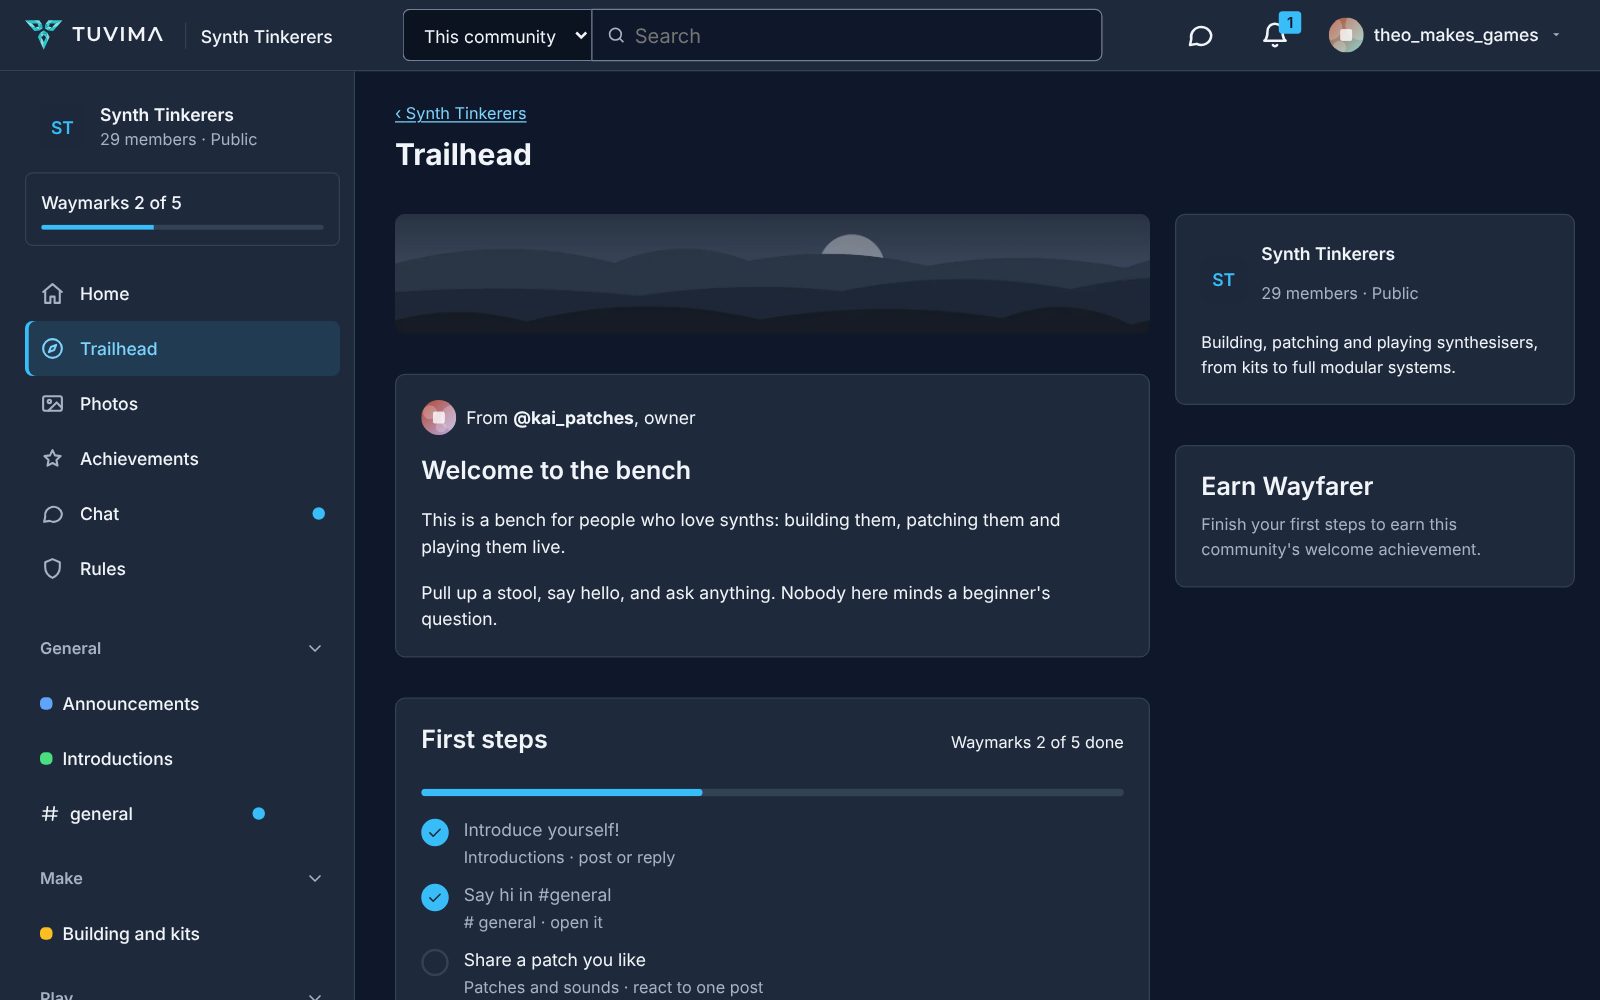 TUVIMA
Synth Tinkerers
This community
Search
1
theo_makes_games
ST
Synth Tinkerers
29 members · Public
Waymarks 2 of 5
Home
Trailhead
Photos
Achievements
Chat
Rules
General
Announcements
Introductions
# general
Make
Building and kits
Play
‹ Synth Tinkerers
Trailhead
From @kai_patches, owner
Welcome to the bench
This is a bench for people who love synths: building them, patching them and
playing them live.
Pull up a stool, say hello, and ask anything. Nobody here minds a beginner's
question.
First steps
Waymarks 2 of 5 done
Introduce yourself!
Introductions · post or reply
Say hi in #general
# general · open it
Share a patch you like
Patches and sounds · react to one post
ST
Synth Tinkerers
29 members · Public
Building, patching and playing synthesisers,
from kits to full modular systems.
Earn Wayfarer
Finish your first steps to earn this
community's welcome achievement.